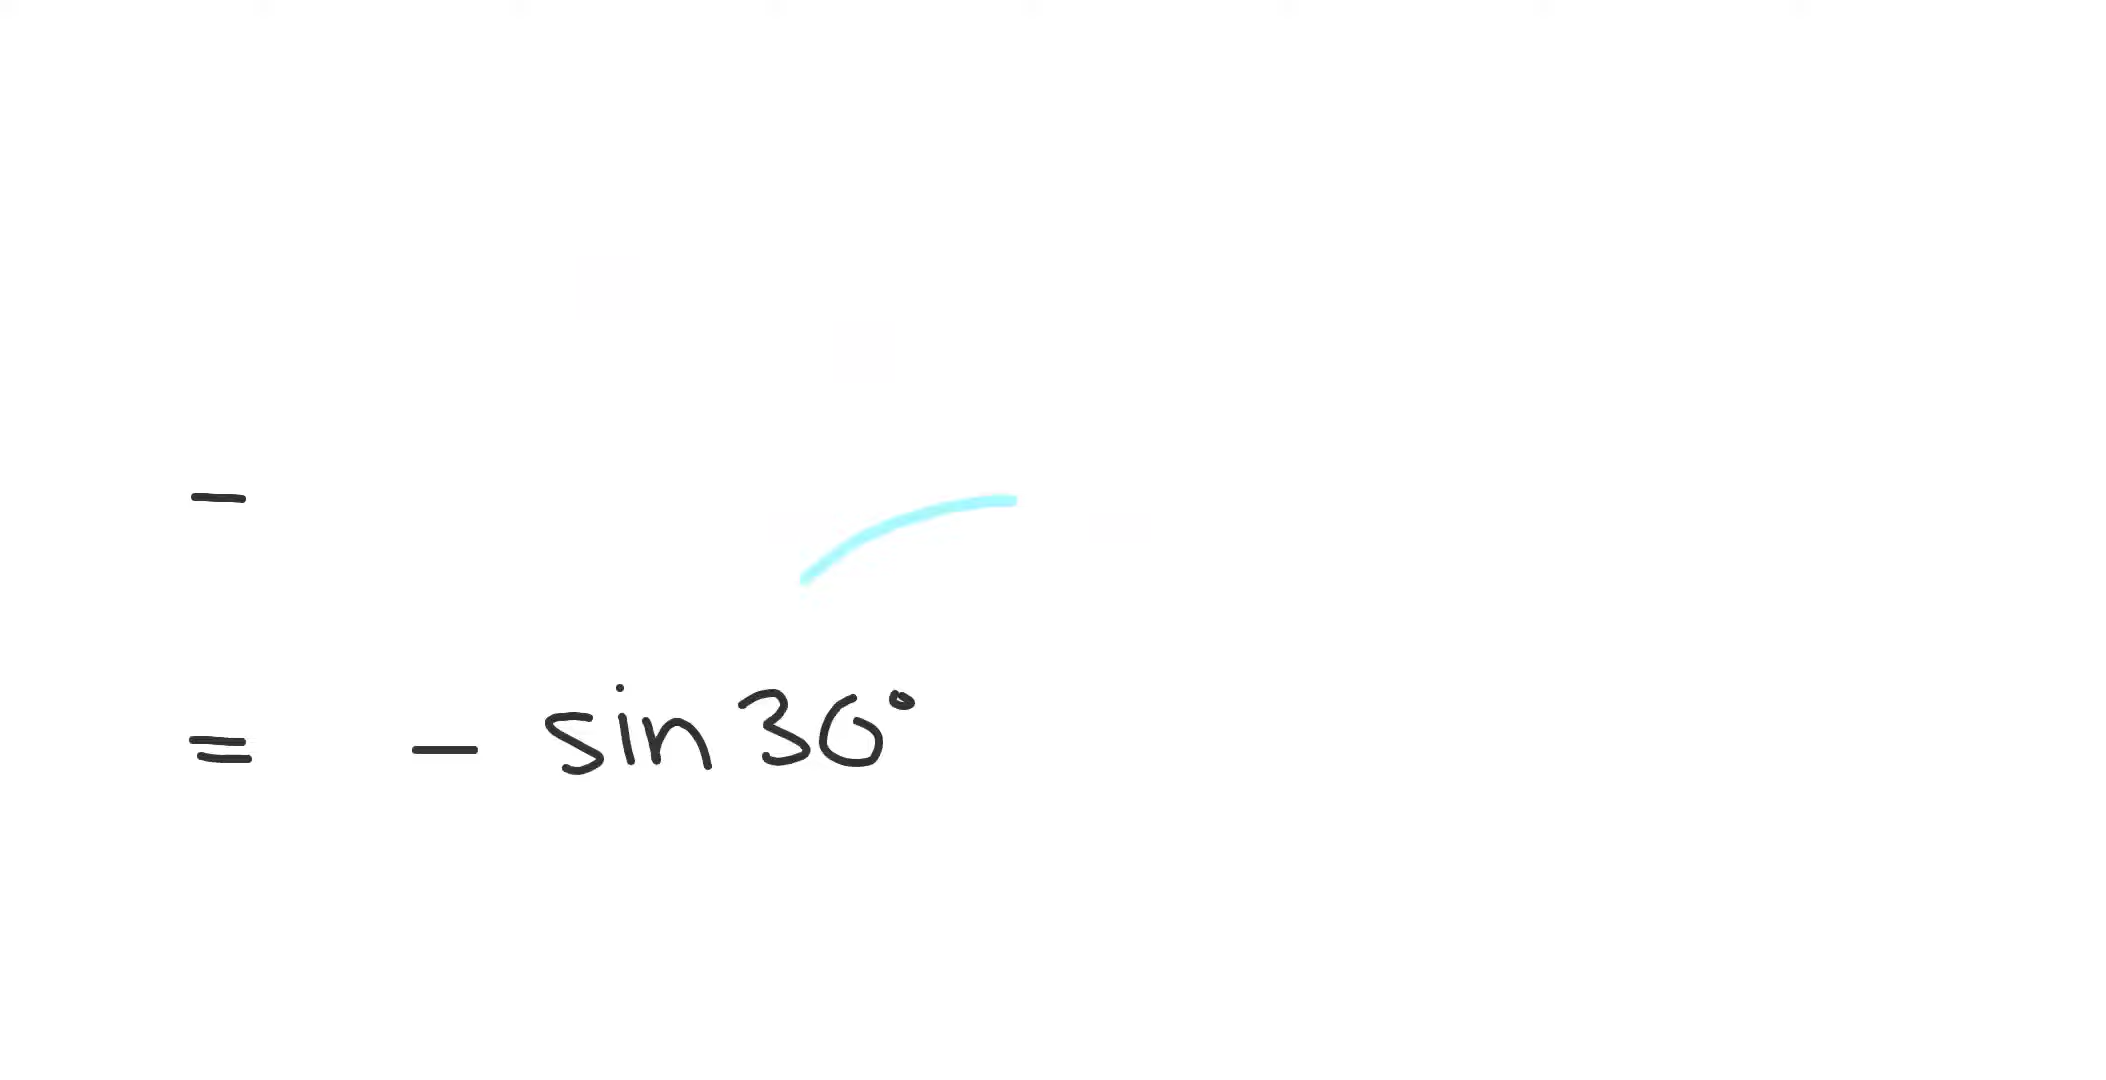 -
= - sin 30°